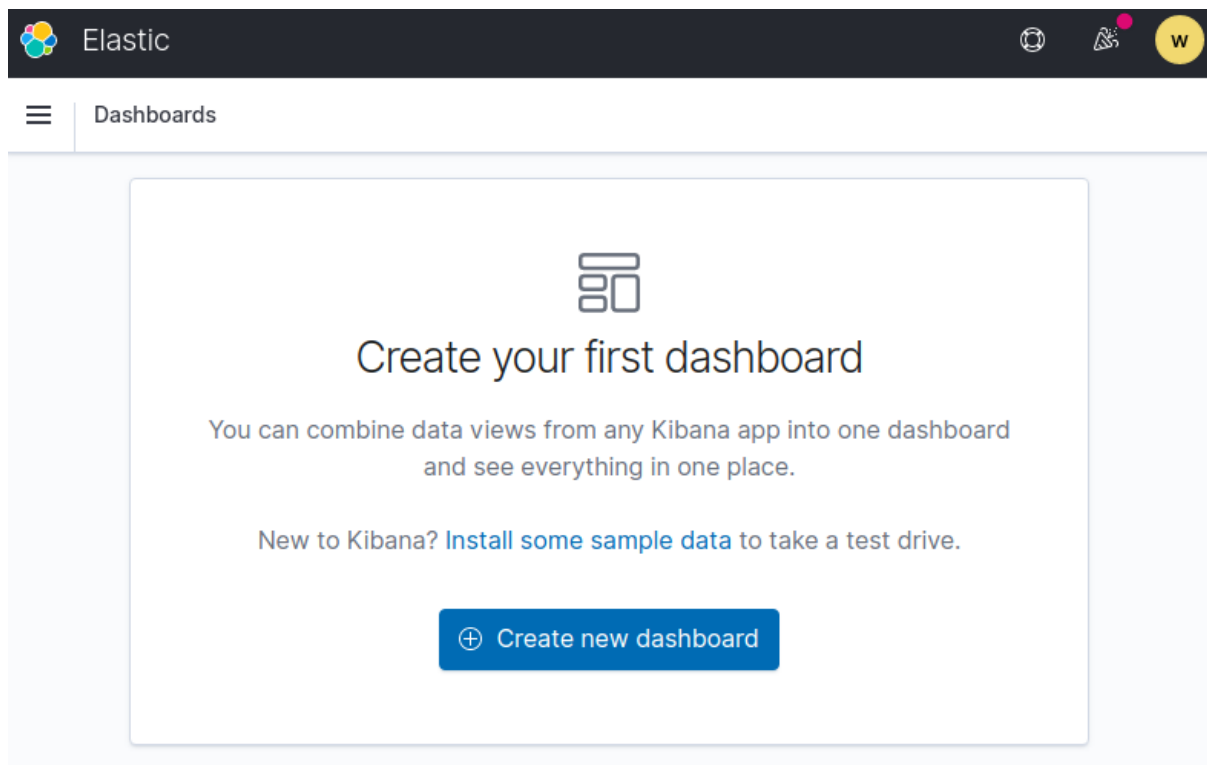 Elastic
W
Dashboards
Create your first dashboard
You can combine data views from any Kibana app into one dashboard
and see everything in one place.
New to Kibana? Install some sample data to take a test drive.
Create new dashboard